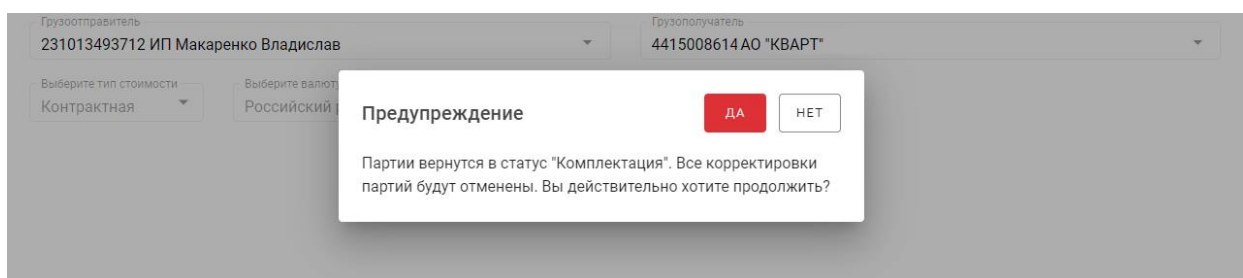 Грузоотправитель
Грузополучатель
231013493712 ИП Макаренко Владислав
4415008614 АО "КВАРТ"
Выберите тип стоимости
Выберите валют
Контрактная
Российский
Предупреждение
ДА
НЕТ
Партии вернутся в статус "Комплектация". Все корректировки
партий будут отменены. Вы действительно хотите продолжить?